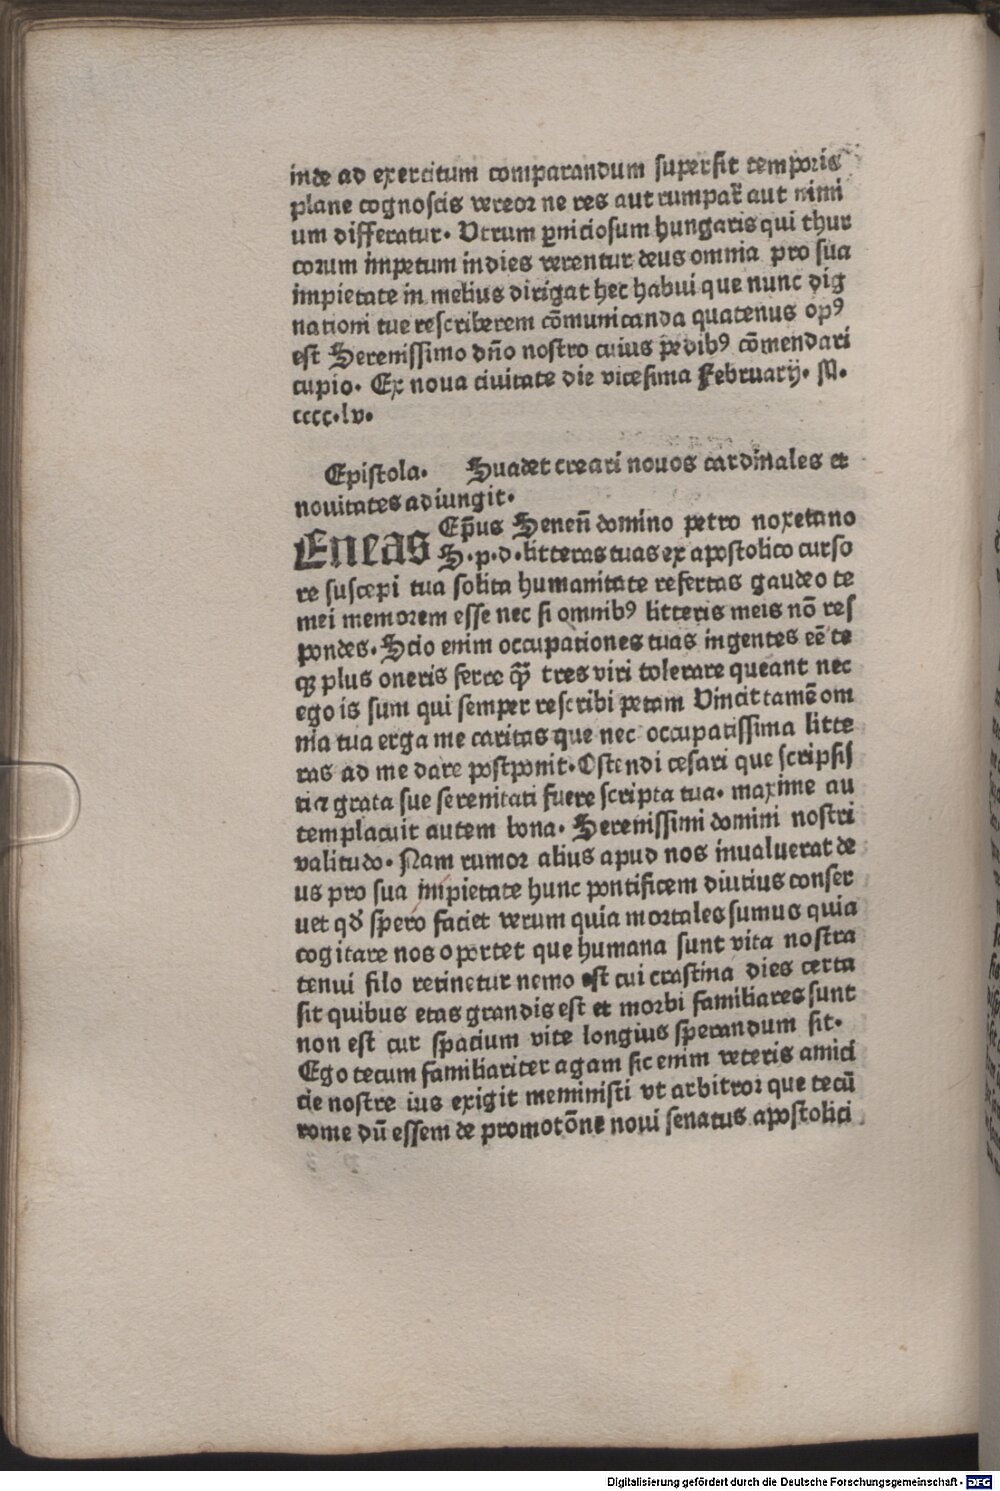 inde ad exercitum comparandum superfit temporis
plane cognoscis vereor ne res aut rumpat̃ aut nimi
um differatur. Utrum ꝑniciosum hungaris qui thur
corum impetum indies verentur deus omnia pro sua
impietate in melius dirigat hec habui que nunc dig
nationi tue rescriberem cõmunicanda quatenus opꝰ
est Serenissimo dño nostro cuius pedibꝰ cõmendari
cupio. Ex noua ciuitate die vicesima Februarij. M.
cccc.lv.
Epistola. Suadet creari nouos cardinales et
nouitates adiungit.
ENEAS Ep̃us Senen̄ domino petro noxetano
S.p.d. litteras tuas ex apostolico curso
re suscepi tua solita humanitate refertas gaudeo te
mei memorem esse nec si omnibꝰ litteris meis nõ res
pondes. Scio enim occupationes tuas ingentes eẽ te
qꝫ plus oneris ferre q̃ȝ tres viri tolerare queant nec
ego is sum qui semper rescribi petam Vincit tamẽ om
nia tua erga me caritas que nec occupatissima litte
ras ad me dare postponit. Ostendi cesari que scripsis
ti ⁊ grata sue serenitati fuere scripta tua. maxime au
tem placuit autem bona. Serenissimi domini nostri
valitudo. Nam rumor alius apud nos inualuerat de
us pro sua impietate hunc pontificem diutius conser
uet qđ spero faciet verum quia mortales sumus quia
cogitare nos oportet que humana sunt vita nostra
tenui filo retinetur nemo est cui crastina dies certa
sit quibus etas grandis est et morbi familiares sunt
non est cur spacium vite longius sperandum sit.
Ego tecum familiariter agam sic enim veteris amici
cie nostre ius exigit meministi vt arbitror que tecũ
rome dũ essem de promotõne noui senatus apostolici
Digitalisierung gefördert durch die Deutsche Forschungsgemeinschaft - DFG